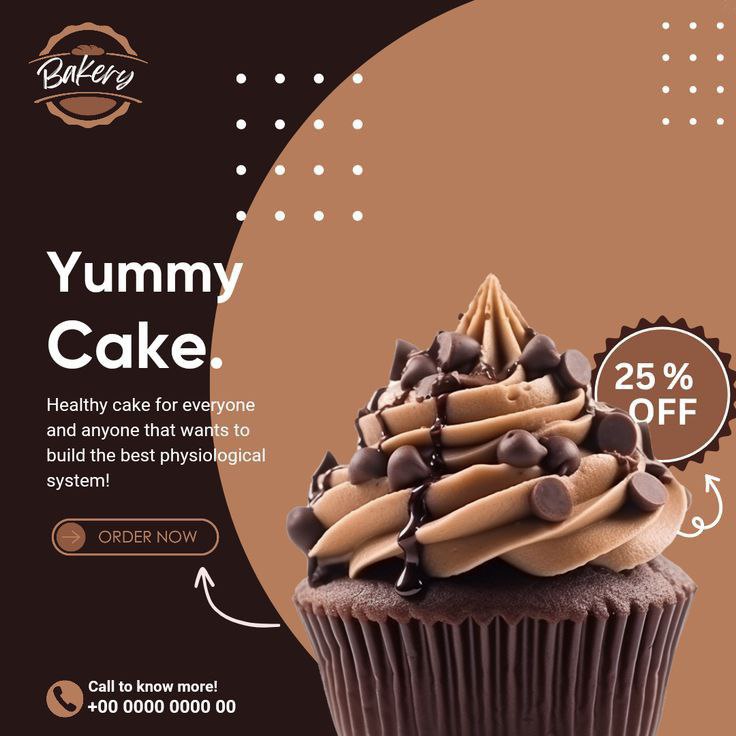 Bakery
Yummy
Cake.
Healthy cake for everyone
and anyone that wants to
build the best physiological
system!
ORDER NOW
25% 
OFF
Call to know more!
+00 0000 0000 00